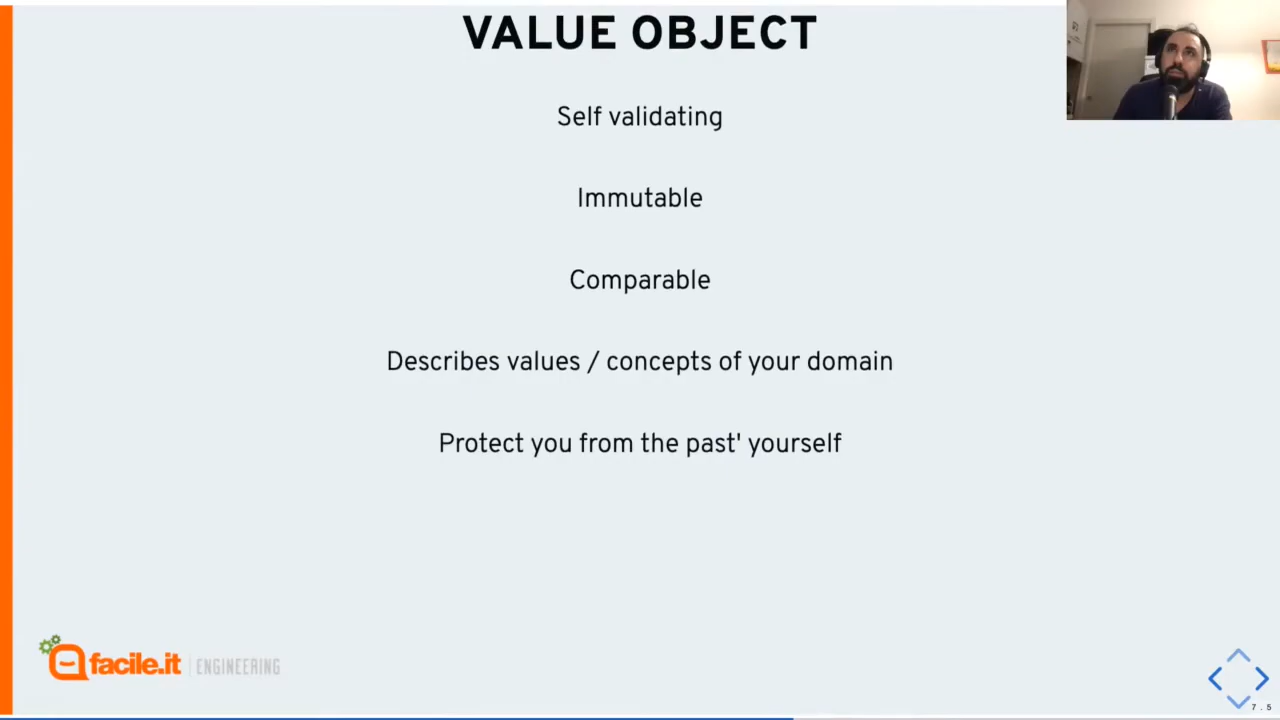 VALUE OBJECT
Self validating
Immutable
Comparable
Describes values / concepts of your domain
Protect you from the past' yourself
facile.it | ENGINEERING
7.5